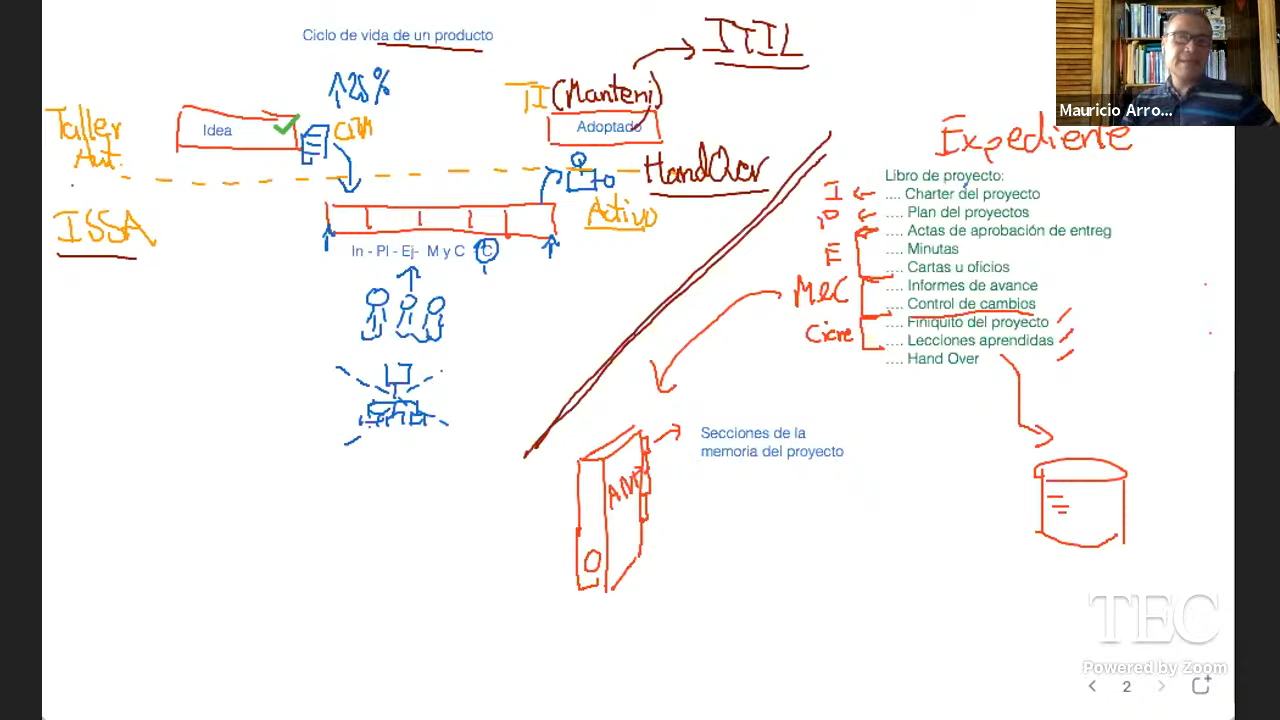 Ciclo de vida de un producto
ITIL
↑25%
TI (Manteni)
Taller
Aut.
Idea
Adoptado
Mauricio Arro...
Expediente
HandOver
Activo
ISSA
In - Pl - Ej- M y C - C
Libro de proyecto:
I
.... Charter del proyecto
P
.... Plan del proyectos
.... Actas de aprobación de entreg
E
.... Minutas
.... Cartas u oficios
MRC
.... Informes de avance
.... Control de cambios
Cierre
.... Finiquito del proyecto
.... Lecciones aprendidas
.... Hand Over
Secciones de la
memoria del proyecto
TEC
Powered by Zoom
2